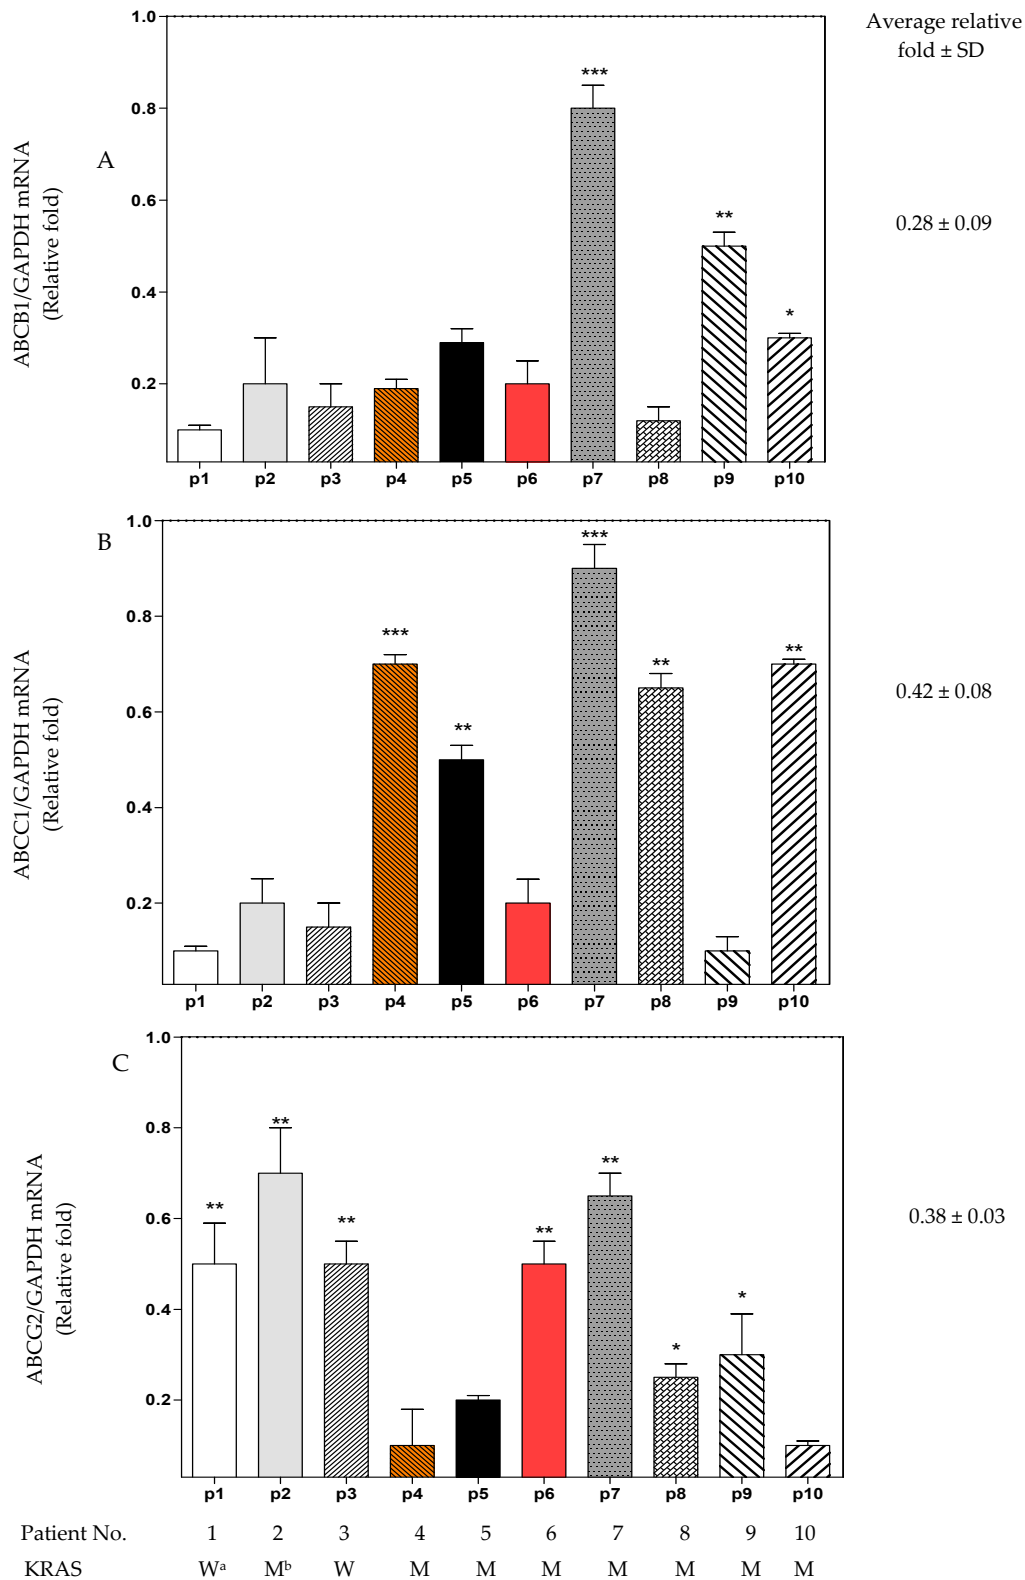 Average relative
fold ± SD
A
ABCB1/GAPDH mRNA
(Relative fold)
1.0
0.8
0.6
0.4
0.2
***
**
*
p1 p2 p3 p4 p5 p6 p7 p8 p9 p10
0.28 ± 0.09
B
ABCC1/GAPDH mRNA
(Relative fold)
1.0
0.8
0.6
0.4
0.2
***
**
***
**
**
p1 p2 p3 p4 p5 p6 p7 p8 p9 p10
0.42 ± 0.08
C
ABCG2/GAPDH mRNA
(Relative fold)
1.0
0.8
0.6
0.4
0.2
**
**
**
**
**
*
*
p1 p2 p3 p4 p5 p6 p7 p8 p9 p10
0.38 ± 0.03
Patient No. 1 2 3 4 5 6 7 8 9 10
KRAS Wᵃ Mᵇ W M M M M M M M